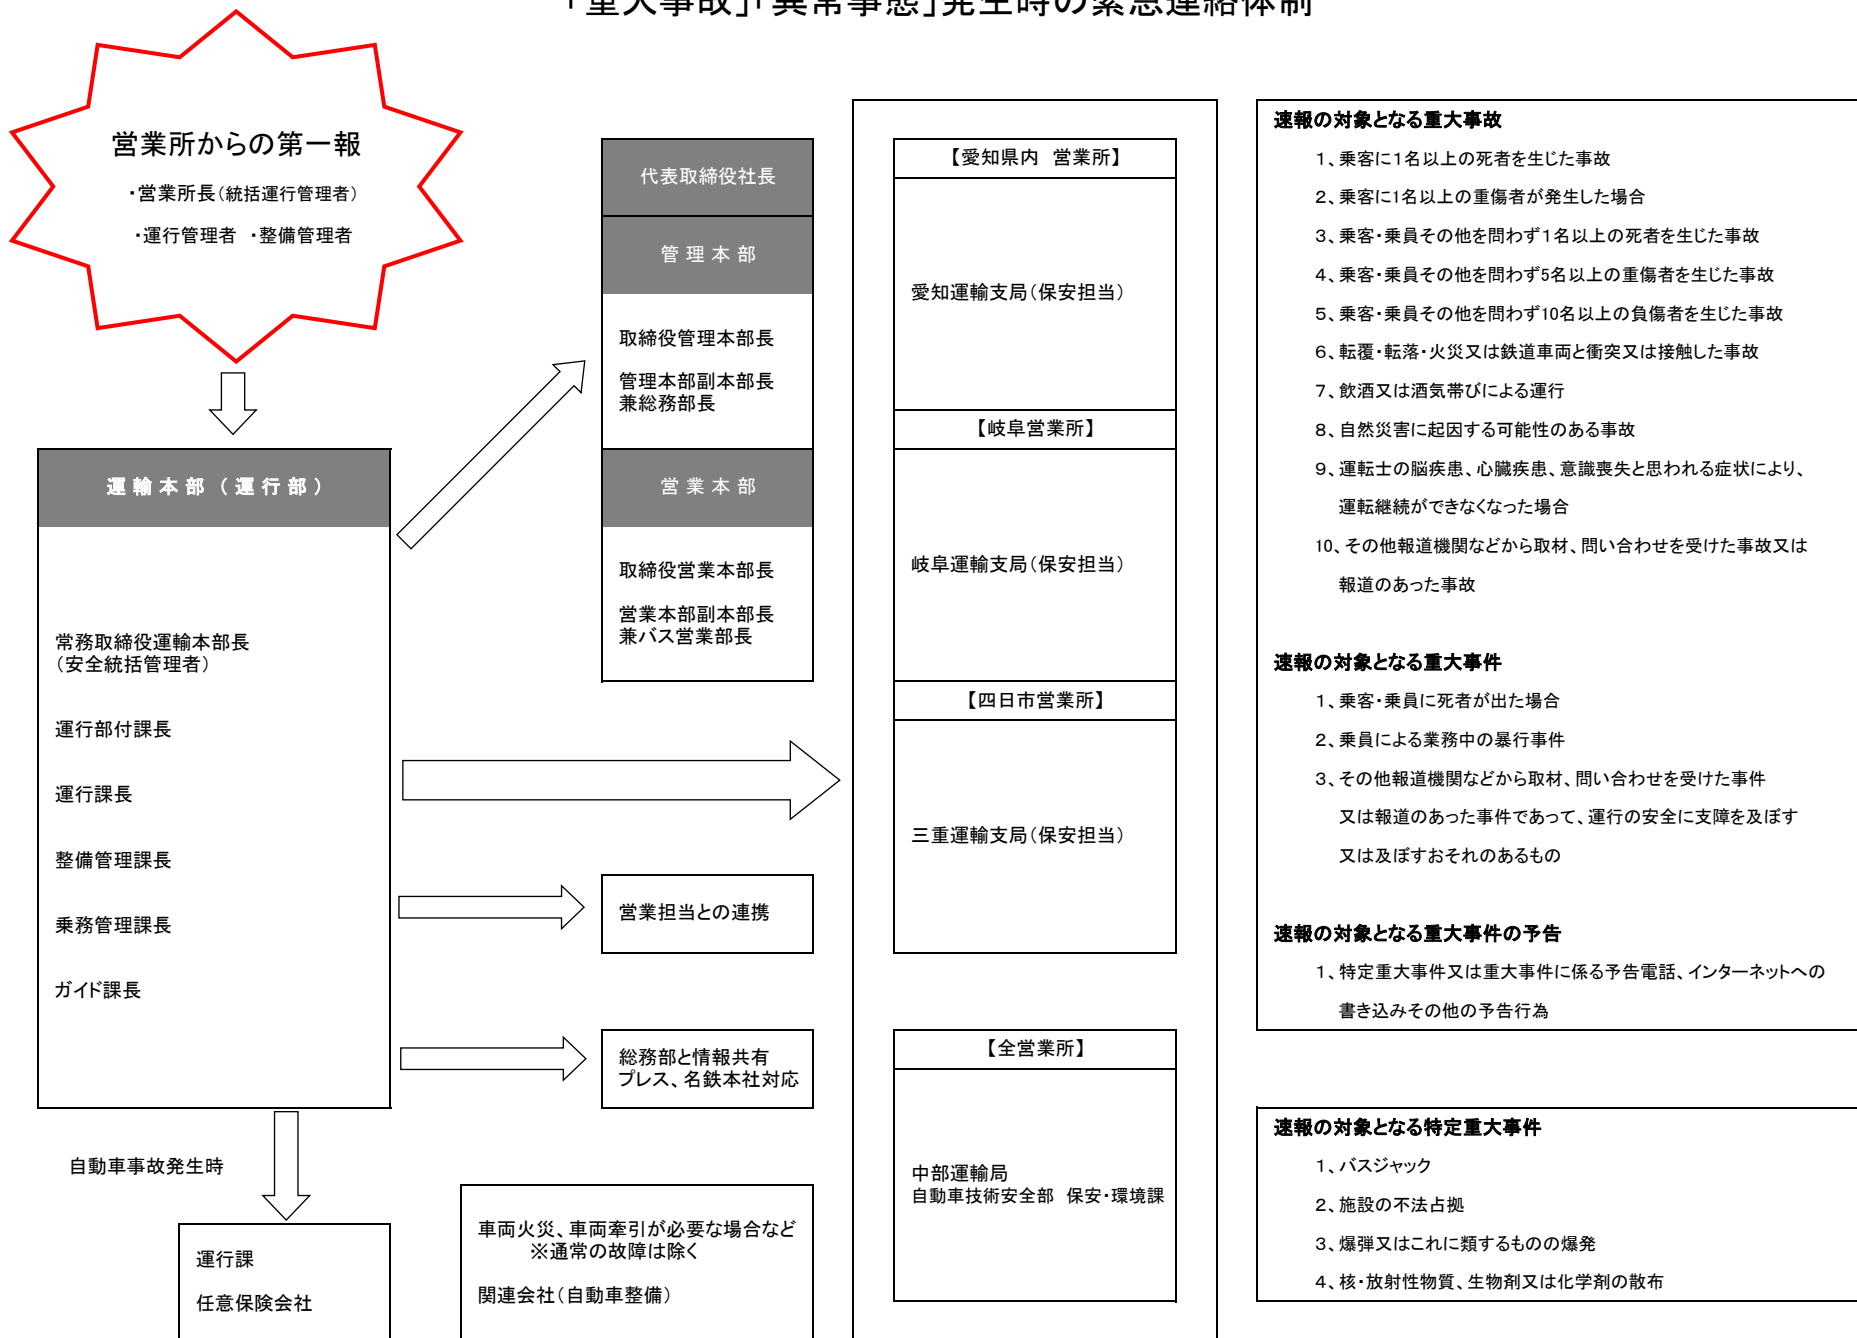 「重大事故」「異常事態」発生時の緊急連絡体制
営業所からの第一報
・営業所長（統括運行管理者）
・運行管理者　・整備管理者
運輸本部（運行部）
常務取締役運輸本部長
（安全統括管理者）
運行部付課長
運行課長
整備管理課長
乗務管理課長
ガイド課長
自動車事故発生時
運行課
任意保険会社
代表取締役社長
管理本部
取締役管理本部長
管理本部副本部長
兼総務部長
営業本部
取締役営業本部長
営業本部副本部長
兼バス営業部長
営業担当との連携
総務部と情報共有
プレス、名鉄本社対応
車両火災、車両牽引が必要な場合など
※通常の故障は除く
関連会社（自動車整備）
【愛知県内　営業所】
愛知運輸支局（保安担当）
【岐阜営業所】
岐阜運輸支局（保安担当）
【四日市営業所】
三重運輸支局（保安担当）
【全営業所】
中部運輸局
自動車技術安全部　保安・環境課
速報の対象となる重大事故
１、乗客に１名以上の死者を生じた事故
２、乗客に1名以上の重傷者が発生した場合
３、乗客・乗員その他を問わず１名以上の死者を生じた事故
４、乗客・乗員その他を問わず5名以上の重傷者を生じた事故
５、乗客・乗員その他を問わず10名以上の負傷者を生じた事故
６、転覆・転落・火災又は鉄道車両と衝突又は接触した事故
７、飲酒又は酒気帯びによる運行
８、自然災害に起因する可能性のある事故
９、運転士の脳疾患、心臓疾患、意識喪失と思われる症状により、
運転継続ができなくなった場合
10、その他報道機関などから取材、問い合わせを受けた事故又は
報道のあった事故
速報の対象となる重大事件
１、乗客・乗員に死者が出た場合
２、乗員による業務中の暴行事件
３、その他報道機関などから取材、問い合わせを受けた事件
又は報道のあった事件であって、運行の安全に支障を及ぼす
又は及ぼすおそれのあるもの
速報の対象となる重大事件の予告
１、特定重大事件又は重大事件に係る予告電話、インターネットへの
書き込みその他の予告行為
速報の対象となる特定重大事件
１、バスジャック
２、施設の不法占拠
３、爆弾又はこれに類するものの爆発
４、核・放射性物質、生物剤又は化学剤の散布